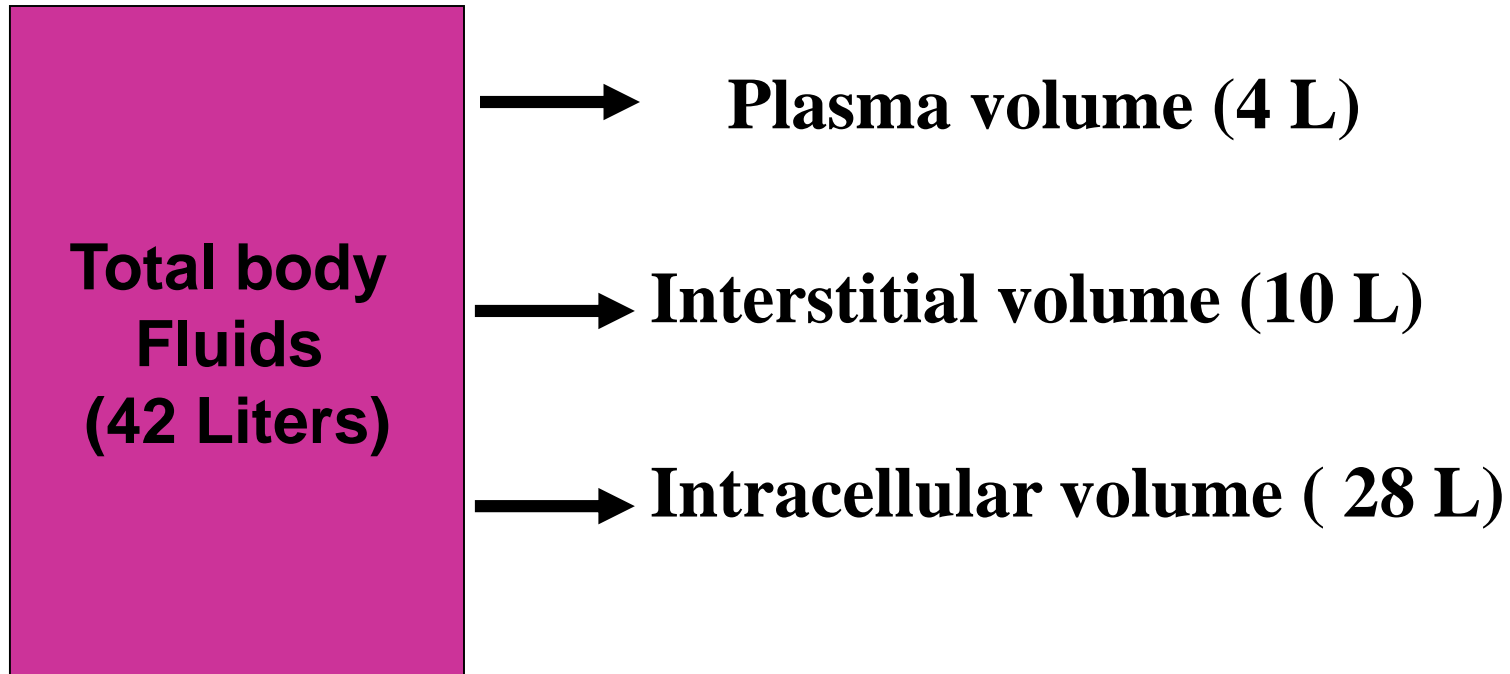 Total body
Fluids
(42 Liters)
Plasma volume (4 L)
Interstitial volume (10 L)
Intracellular volume ( 28 L)